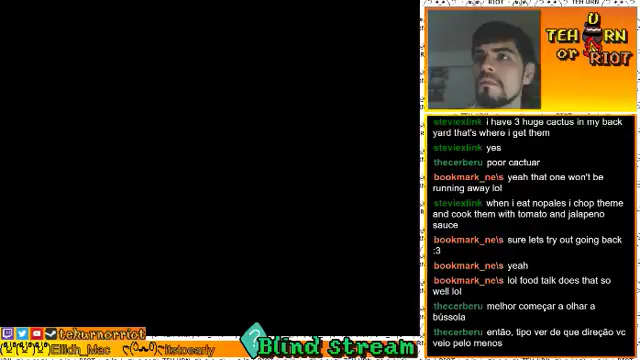 TEH URN
or RIOT
steviexlink i have 3 huge cactus in my back
yard that's where i get them
steviexlink yes
thecerberu poor cactuar
bookmark_ne\s yeah that one won't be
running away lol
steviexlink when i eat nopales i chop theme
and cook them with tomato and jalapeno
sauce
bookmark_ne\s sure lets try out going back
:3
bookmark_ne\s yeah
bookmark_ne\s lol food talk does that so
well lol
thecerberu melhor começar a olhar a
bússola
thecerberu então, tipo ver de que direção vc
veio pelo menos
tehurnorriot
Eilidh_Mac
listocarly
Blind Stream